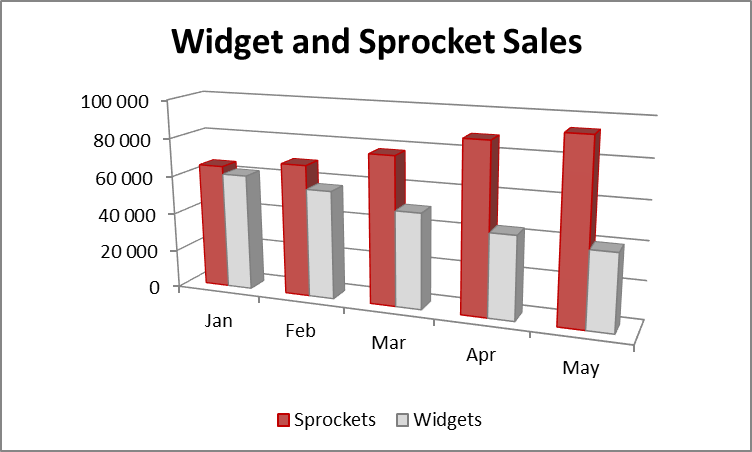 Widget and Sprocket Sales
100 000
80 000
60 000
40 000
20 000
0
Jan
Feb
Mar
Apr
May
Sprockets
Widgets